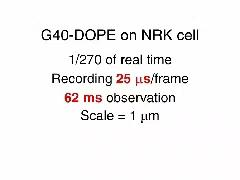 G40-DOPE on NRK cell
1/270 of real time
Recording 25 µs/frame
62 ms observation
Scale = 1 µm